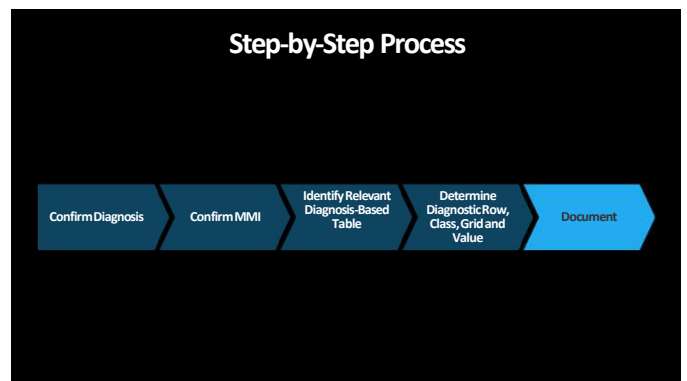 Step-by-Step Process
Confirm Diagnosis
Confirm MMI
Identify Relevant
Diagnosis-Based
Table
Determine
Diagnostic Row,
Class, Grid and
Value
Document